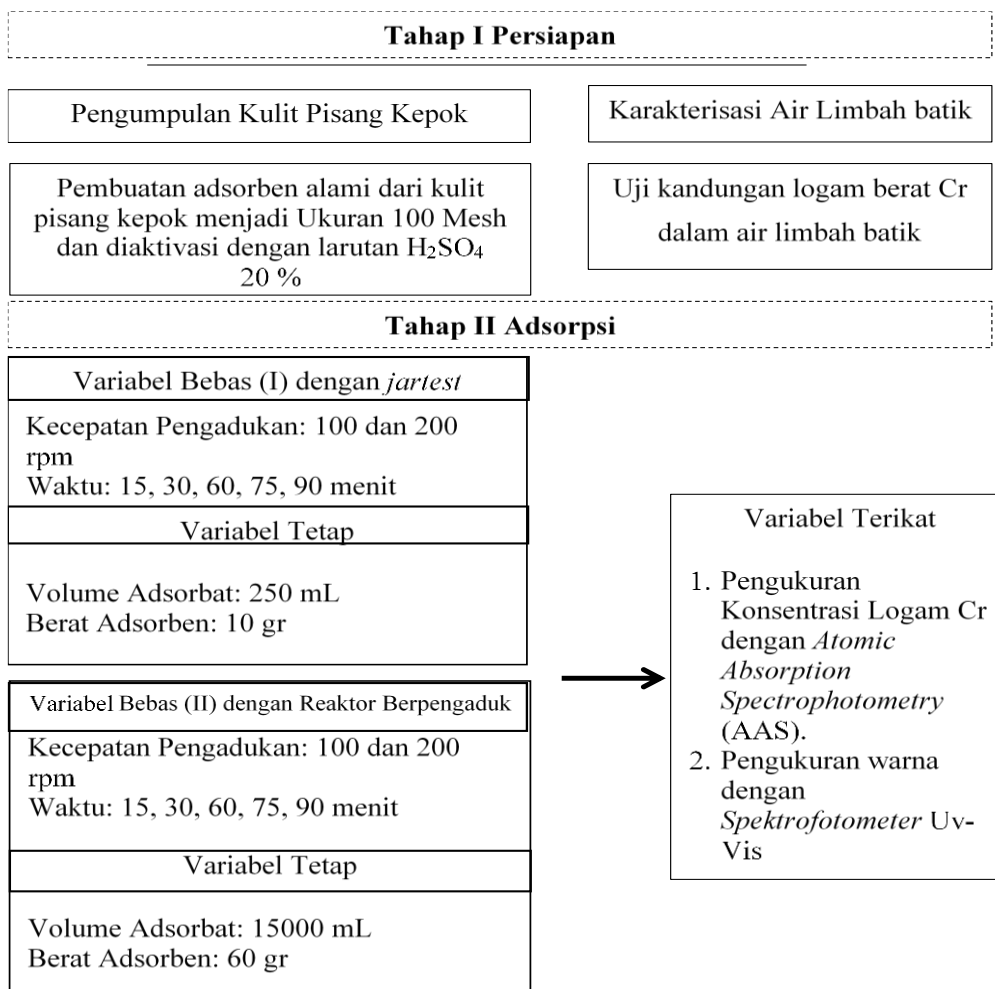 Tahap I Persiapan
Pengumpulan Kulit Pisang Kepok
Karakterisasi Air Limbah batik
Pembuatan adsorben alami dari kulit
pisang kepok menjadi Ukuran 100 Mesh
dan diaktivasi dengan larutan H₂SO₄
20 %
Uji kandungan logam berat Cr
dalam air limbah batik
Tahap II Adsorpsi
Variabel Bebas (I) dengan jartest
Kecepatan Pengadukan: 100 dan 200
rpm
Waktu: 15, 30, 60, 75, 90 menit
Variabel Tetap
Volume Adsorbat: 250 mL
Berat Adsorben: 10 gr
Variabel Bebas (II) dengan Reaktor Berpengaduk
Kecepatan Pengadukan: 100 dan 200
rpm
Waktu: 15, 30, 60, 75, 90 menit
Variabel Tetap
Volume Adsorbat: 15000 mL
Berat Adsorben: 60 gr
Variabel Terikat
1. Pengukuran
Konsentrasi Logam Cr
dengan Atomic
Absorption
Spectrophotometry
(AAS).
2. Pengukuran warna
dengan
Spektrofotometer Uv-
Vis